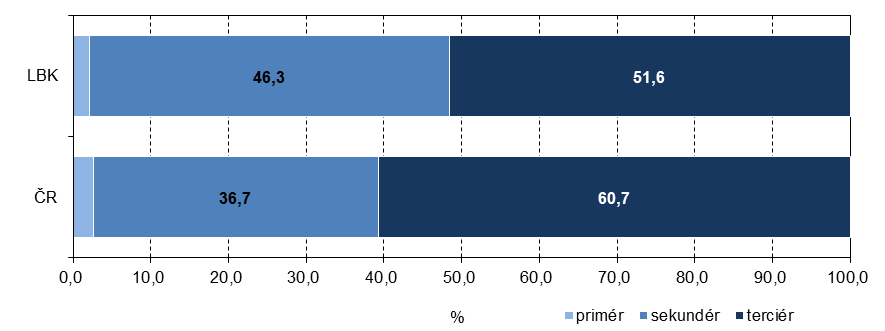 LBK 46,3 51,6
ČR 36,7 60,7
0,0 10,0 20,0 30,0 40,0 50,0 60,0 70,0 80,0 90,0 100,0
% primér sekundér terciér